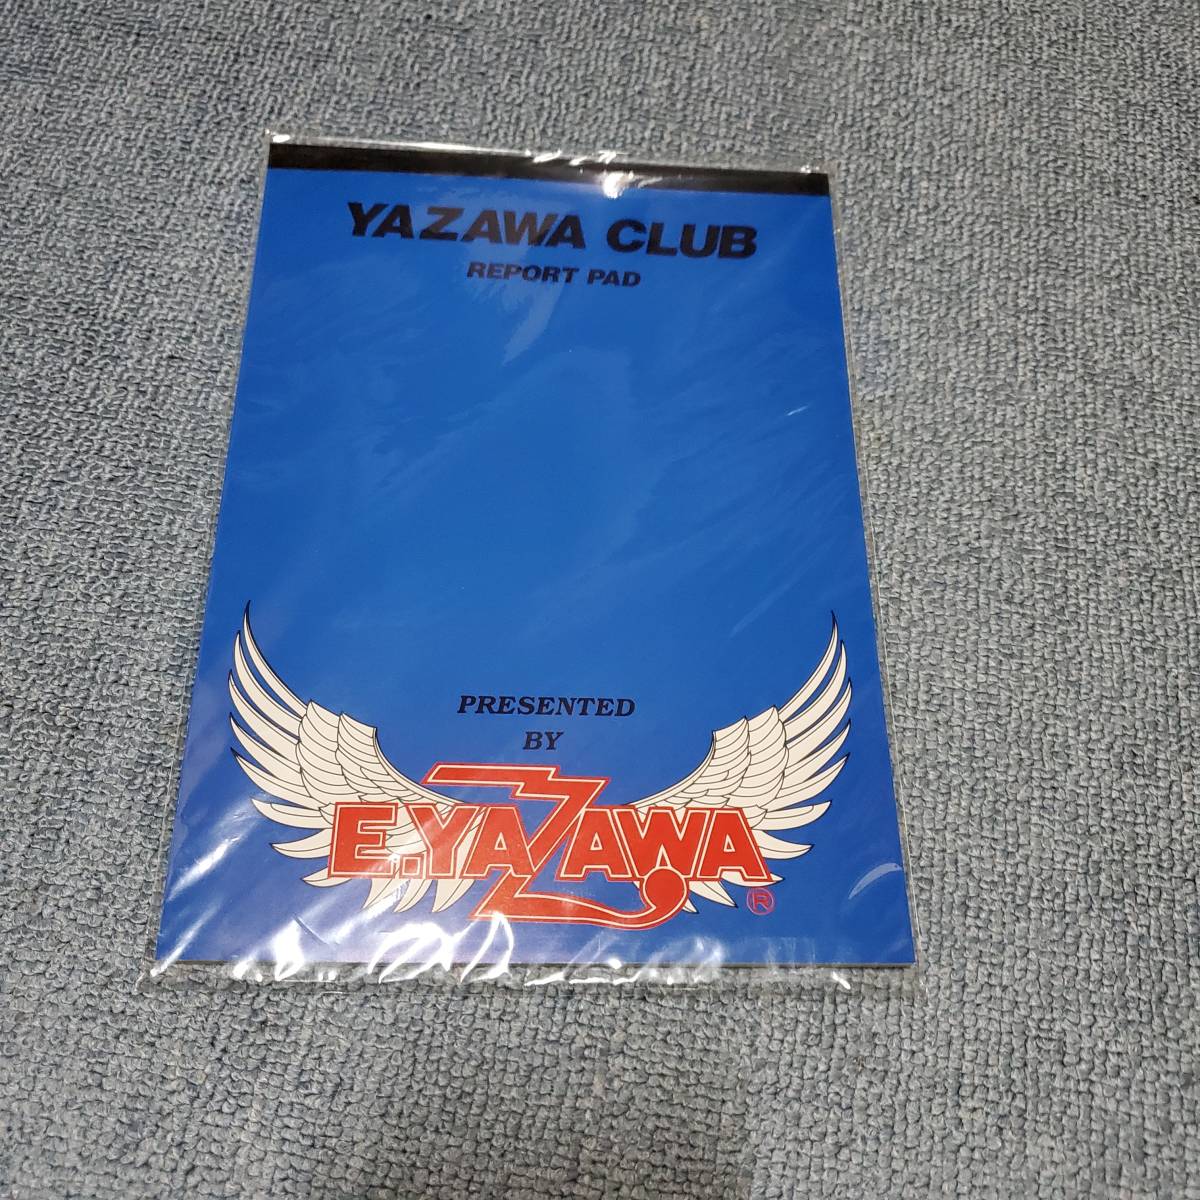 YAZAWA CLUB
REPORT PAD
PRESENTED
BY
E.YAZAWA
®